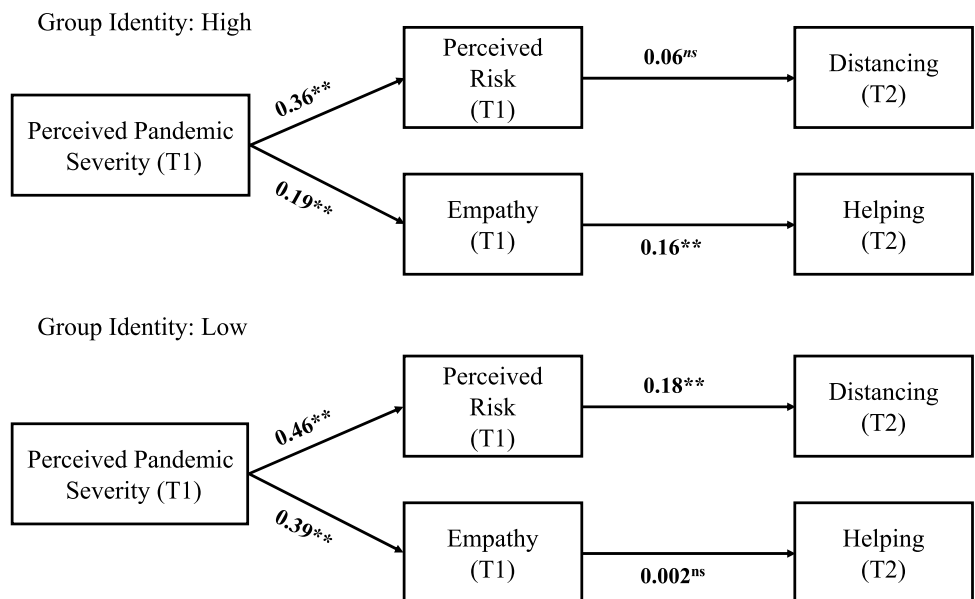 Group Identity: High
Perceived Pandemic
Severity (T1)
0.36**
0.19**
Perceived
Risk
(T1)
0.06ns
Distancing
(T2)
Empathy
(T1)
0.16**
Helping
(T2)
Group Identity: Low
Perceived Pandemic
Severity (T1)
0.46**
0.39**
Perceived
Risk
(T1)
0.18**
Distancing
(T2)
Empathy
(T1)
0.002ns
Helping
(T2)